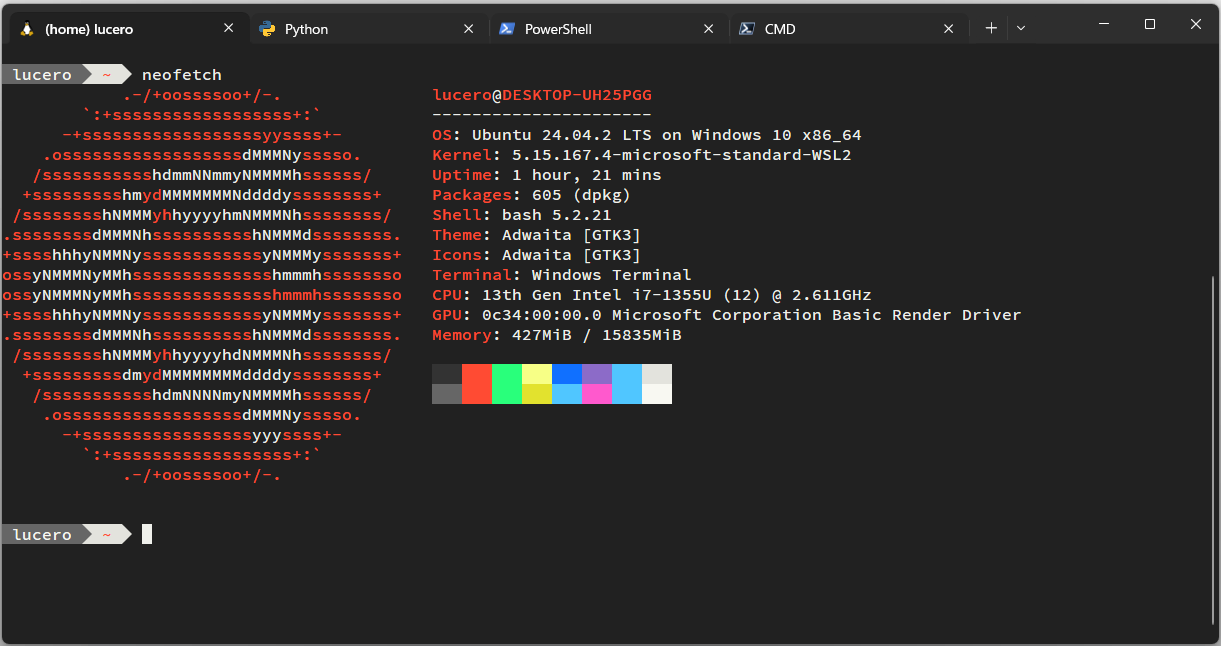 (home) lucero
Python
PowerShell
CMD
lucero ~ neofetch
.-/+oossssoo+/-.
`:+ssssssssssssssssss+:`
-+ssssssssssssssssssyyssss+-
.ossssssssssssssssssdMMMNysssso.
/ssssssssssshdmmNNmmyNMMMMhssssss/
+ssssssssshmydMMMMMMMNddddyssssssss+
/sssssssshNMMMyhhyyyyhmNMMMNhssssssss/
.ssssssssdMMMNhsssssssssshNMMMdssssssss.
+sssshhhyNMMNyssssssssssssyNMMMysssssss+
ossyNMMMNyMMhsssssssssssssshmmmhssssssso
ossyNMMMNyMMhsssssssssssssshmmmhssssssso
+sssshhhyNMMNyssssssssssssyNMMMysssssss+
.ssssssssdMMMNhsssssssssshNMMMdssssssss.
/sssssssshNMMMyhhyyyyhdNMMMNhssssssss/
+sssssssssdmydMMMMMMMMddddyssssssss+
/ssssssssssshdmNNNNmyNMMMMhssssss/
.ossssssssssssssssssdMMMNysssso.
-+sssssssssssssssssyyyssss+-
`:+ssssssssssssssssss+:`
.-/+oossssoo+/-.
lucero@DESKTOP-UH25PGG
----------------------
OS: Ubuntu 24.04.2 LTS on Windows 10 x86_64
Kernel: 5.15.167.4-microsoft-standard-WSL2
Uptime: 1 hour, 21 mins
Packages: 605 (dpkg)
Shell: bash 5.2.21
Theme: Adwaita [GTK3]
Icons: Adwaita [GTK3]
Terminal: Windows Terminal
CPU: 13th Gen Intel i7-1355U (12) @ 2.611GHz
GPU: 0c34:00:00.0 Microsoft Corporation Basic Render Driver
Memory: 427MiB / 15835MiB
lucero ~